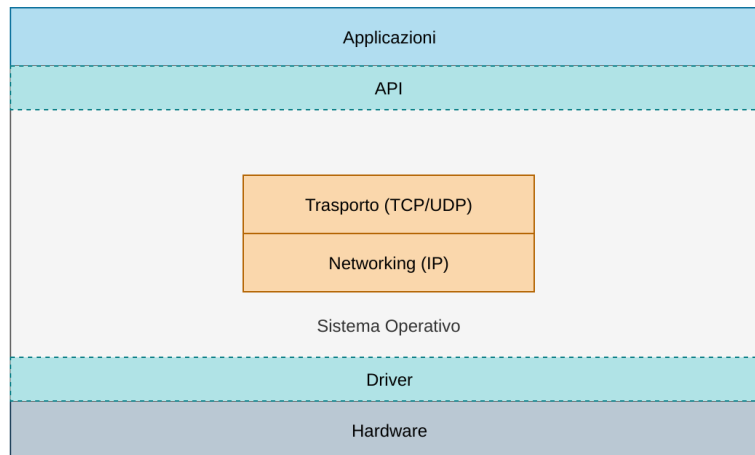 Applicazioni
API
Trasporto (TCP/UDP)
Networking (IP)
Sistema Operativo
Driver
Hardware